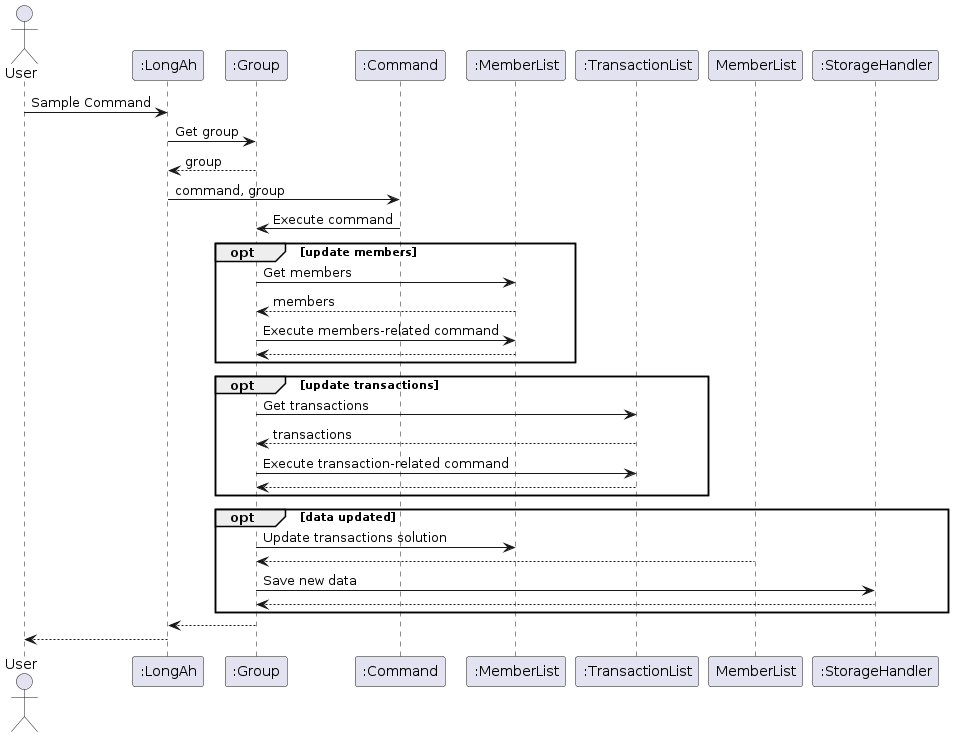 User
:LongAh
:Group
:Command
:MemberList
:TransactionList
MemberList
:StorageHandler
Sample Command
Get group
group
command, group
Execute command
opt
[update members]
Get members
members
Execute members-related command
opt
[update transactions]
Get transactions
transactions
Execute transaction-related command
opt
[data updated]
Update transactions solution
Save new data
User
:LongAh
:Group
:Command
:MemberList
:TransactionList
MemberList
:StorageHandler